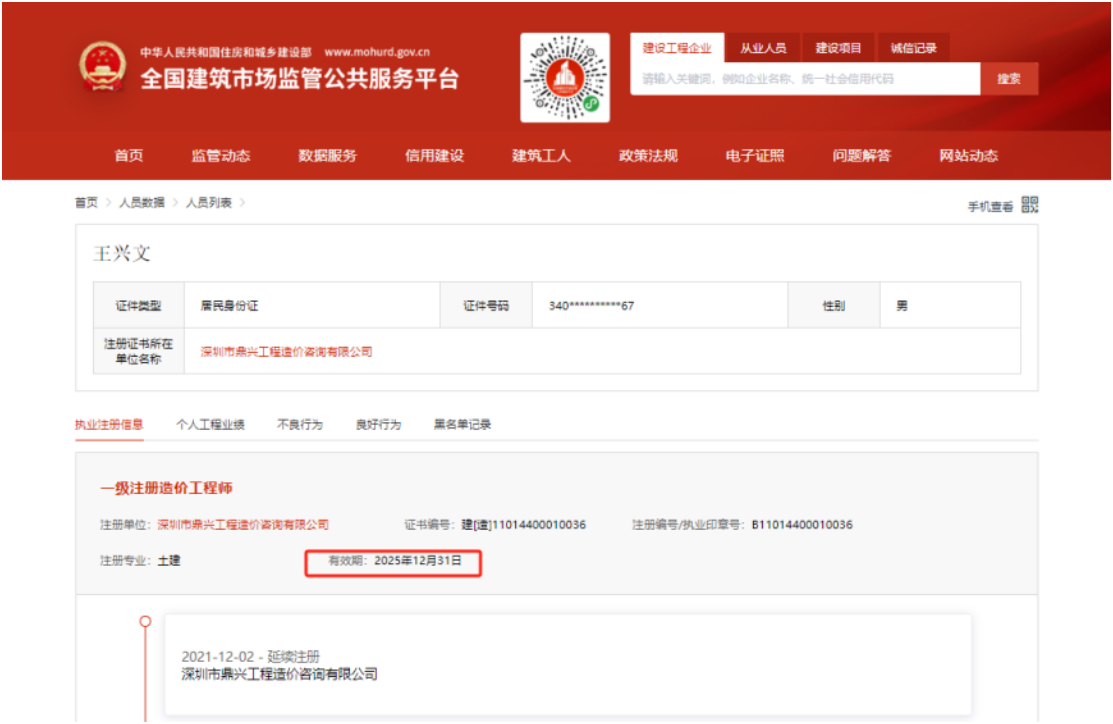 中华人民共和国住房和城乡建设部 www.mohurd.gov.cn
全国建筑市场监管公共服务平台
建设工程企业 从业人员 建设项目 诚信记录
请输入关键词，例如企业名称、统一社会信用代码 搜索
首页 监管动态 数据服务 信用建设 建筑工人 政策法规 电子证照 问题解答 网站动态
首页 > 人员数据 > 人员列表 >
手机查看
王兴文
证件类型 居民身份证 证件号码 340**********67 性别 男
注册证书所在
单位名称
深圳市鼎兴工程造价咨询有限公司
执业注册信息 个人工程业绩 不良行为 良好行为 黑名单记录
一级注册造价工程师
注册单位：深圳市鼎兴工程造价咨询有限公司 证书编号：建[造]11014400010036 注册编号/执业印章号：B11014400010036
注册专业：土建 有效期：2025年12月31日
2021-12-02 - 延续注册
深圳市鼎兴工程造价咨询有限公司